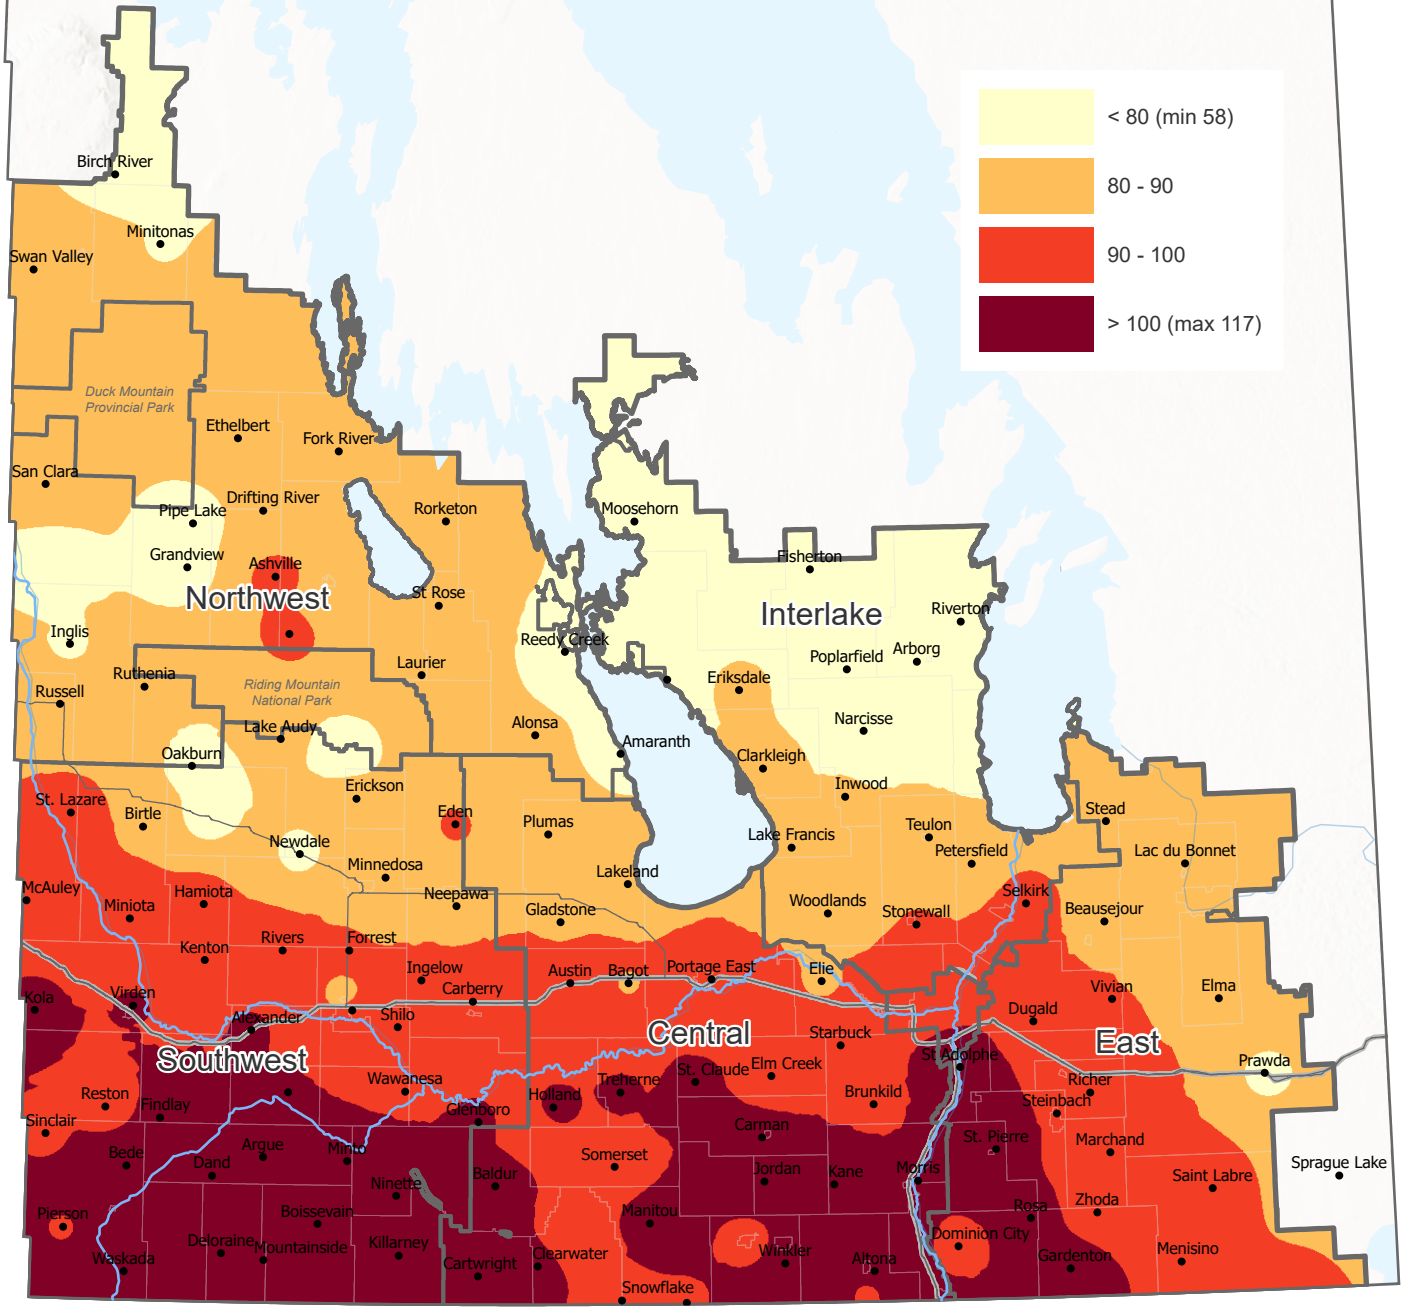 < 80 (min 58)
80 - 90
90 - 100
> 100 (max 117)
Birch River
Minitonas
Swan Valley
Duck Mountain
Provincial Park
Ethelbert
Fork River
San Clara
Drifting River
Pipe Lake
Rorketon
Moosehorn
Grandview
Ashville
Fisherton
Northwest
St Rose
Interlake
Riverton
Inglis
Reedy Creek
Arborg
Poplarfield
Laurier
Ruthenia
Eriksdale
Riding Mountain
National Park
Russell
Narcisse
Lake Audy
Alonsa
Amaranth
Oakburn
Clarkleigh
Erickson
Inwood
St. Lazare
Birtle
Eden
Plumas
Stead
Teulon
Lake Francis
Newdale
Petersfield
Lac du Bonnet
Minnedosa
Lakeland
McAuley
Hamiota
Selkirk
Neepawa
Miniota
Woodlands
Gladstone
Stonewall
Beausejour
Kenton
Rivers
Forrest
Ingelow
Austin
Bagot
Portage East
Elie
Carberry
Vivian
Elma
Kola
Virden
Alexander
Shilo
Dugald
Central
Starbuck
East
Southwest
St Adolphe
Prawda
Elm Creek
St. Claude
Wawanesa
Treherne
Richer
Reston
Holland
Brunkild
Steinbach
Findlay
Glenboro
Sinclair
Carman
St. Pierre
Marchand
Argue
Minto
Bede
Somerset
Sprague Lake
Dand
Baldur
Jordan
Kane
Morris
Saint Labre
Ninette
Zhoda
Rosa
Pierson
Boissevain
Manitou
Dominion City
Deloraine
Mountainside
Killarney
Clearwater
Winkler
Menisino
Waskada
Cartwright
Altona
Gardenton
Snowflake